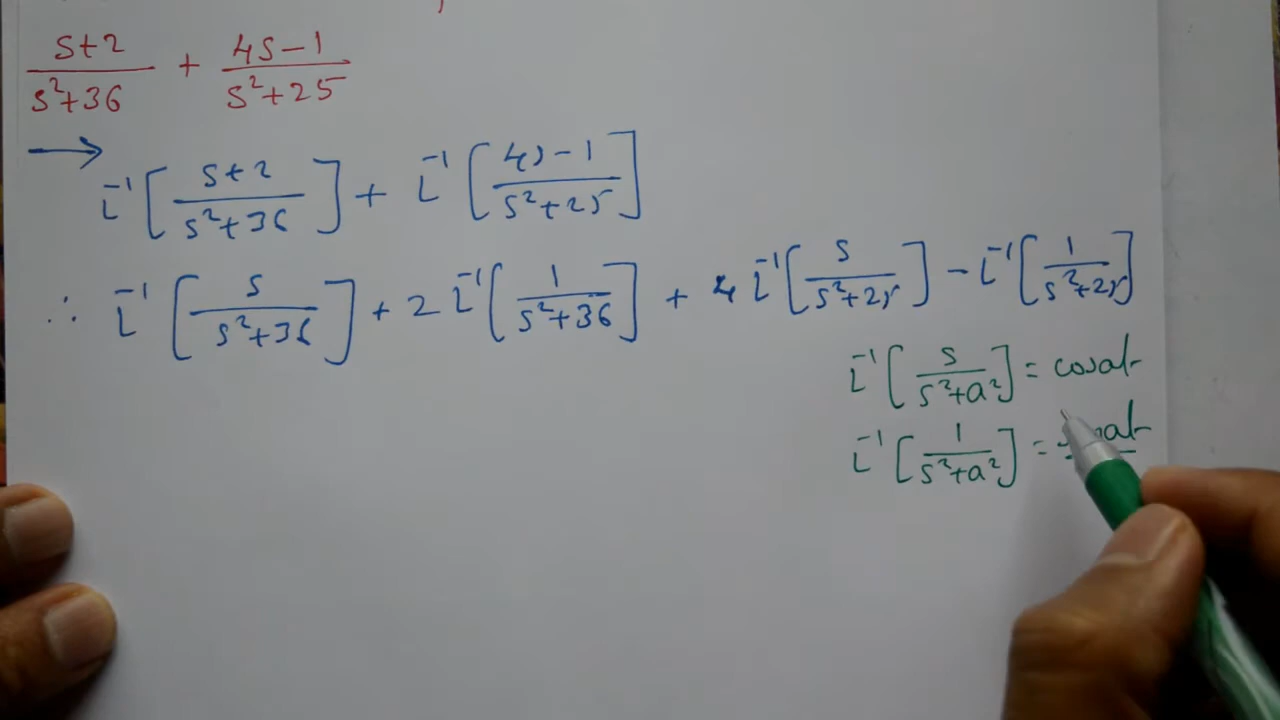 s+2/s²+36 + 4s-1/s²+25
→ L⁻¹[s+2/s²+36] + L⁻¹[4s-1/s²+25]
∴ L⁻¹[s/s²+36] + 2 L⁻¹[1/s²+36] + 4 L⁻¹[s/s²+25] - L⁻¹[1/s²+25]
L⁻¹[s/s²+a²] = cosat
L⁻¹[1/s²+a²] =